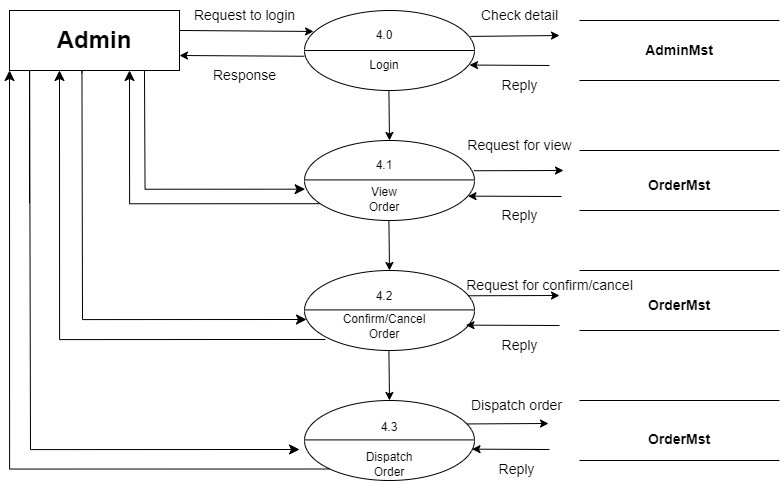 Admin
Request to login
Response
4.0
Login
Check detail
Reply
AdminMst
4.1
View
Order
Request for view
Reply
OrderMst
4.2
Confirm/Cancel
Order
Request for confirm/cancel
Reply
OrderMst
4.3
Dispatch
Order
Dispatch order
Reply
OrderMst